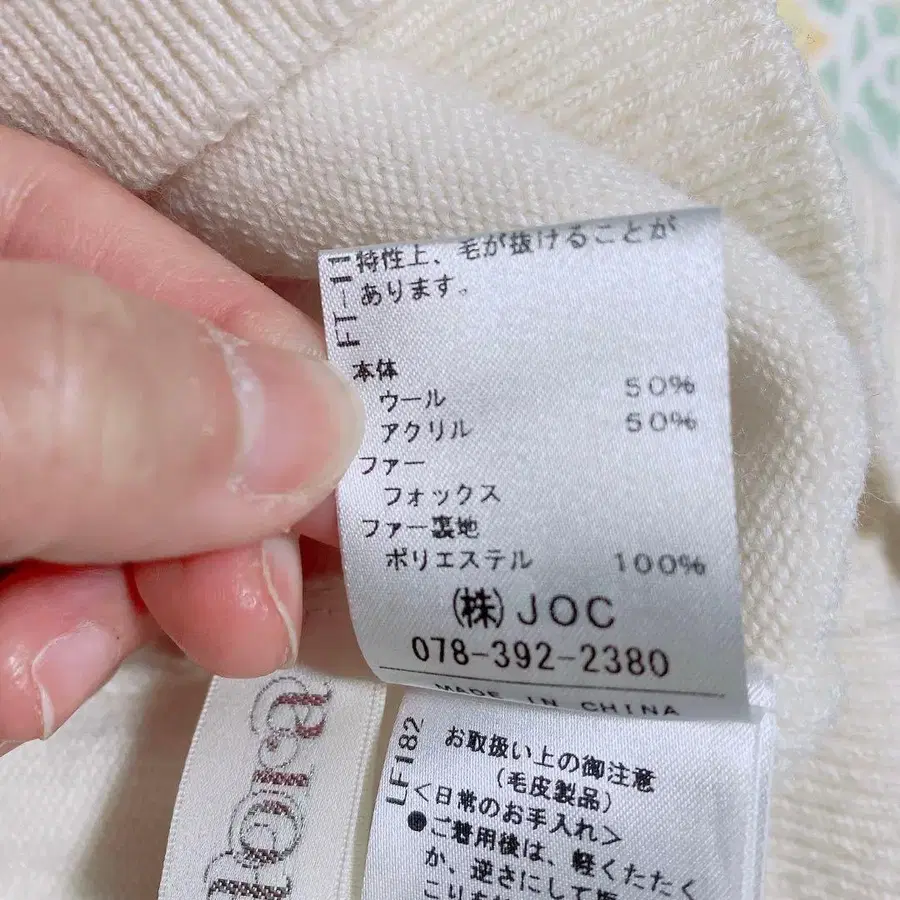 FT-11
特性上、毛が抜けることが
あります。
本体
ウール 50%
アクリル 50%
ファー
フォックス
ファー裏地
ポリエステル 100%
(株)JOC
078-392-2380
MADE IN CHINA
LF182
お取扱い上の御注意
(毛皮製品)
<日常のお手入れ>
●ご着用後は、軽くたたく
か、逆さにして振